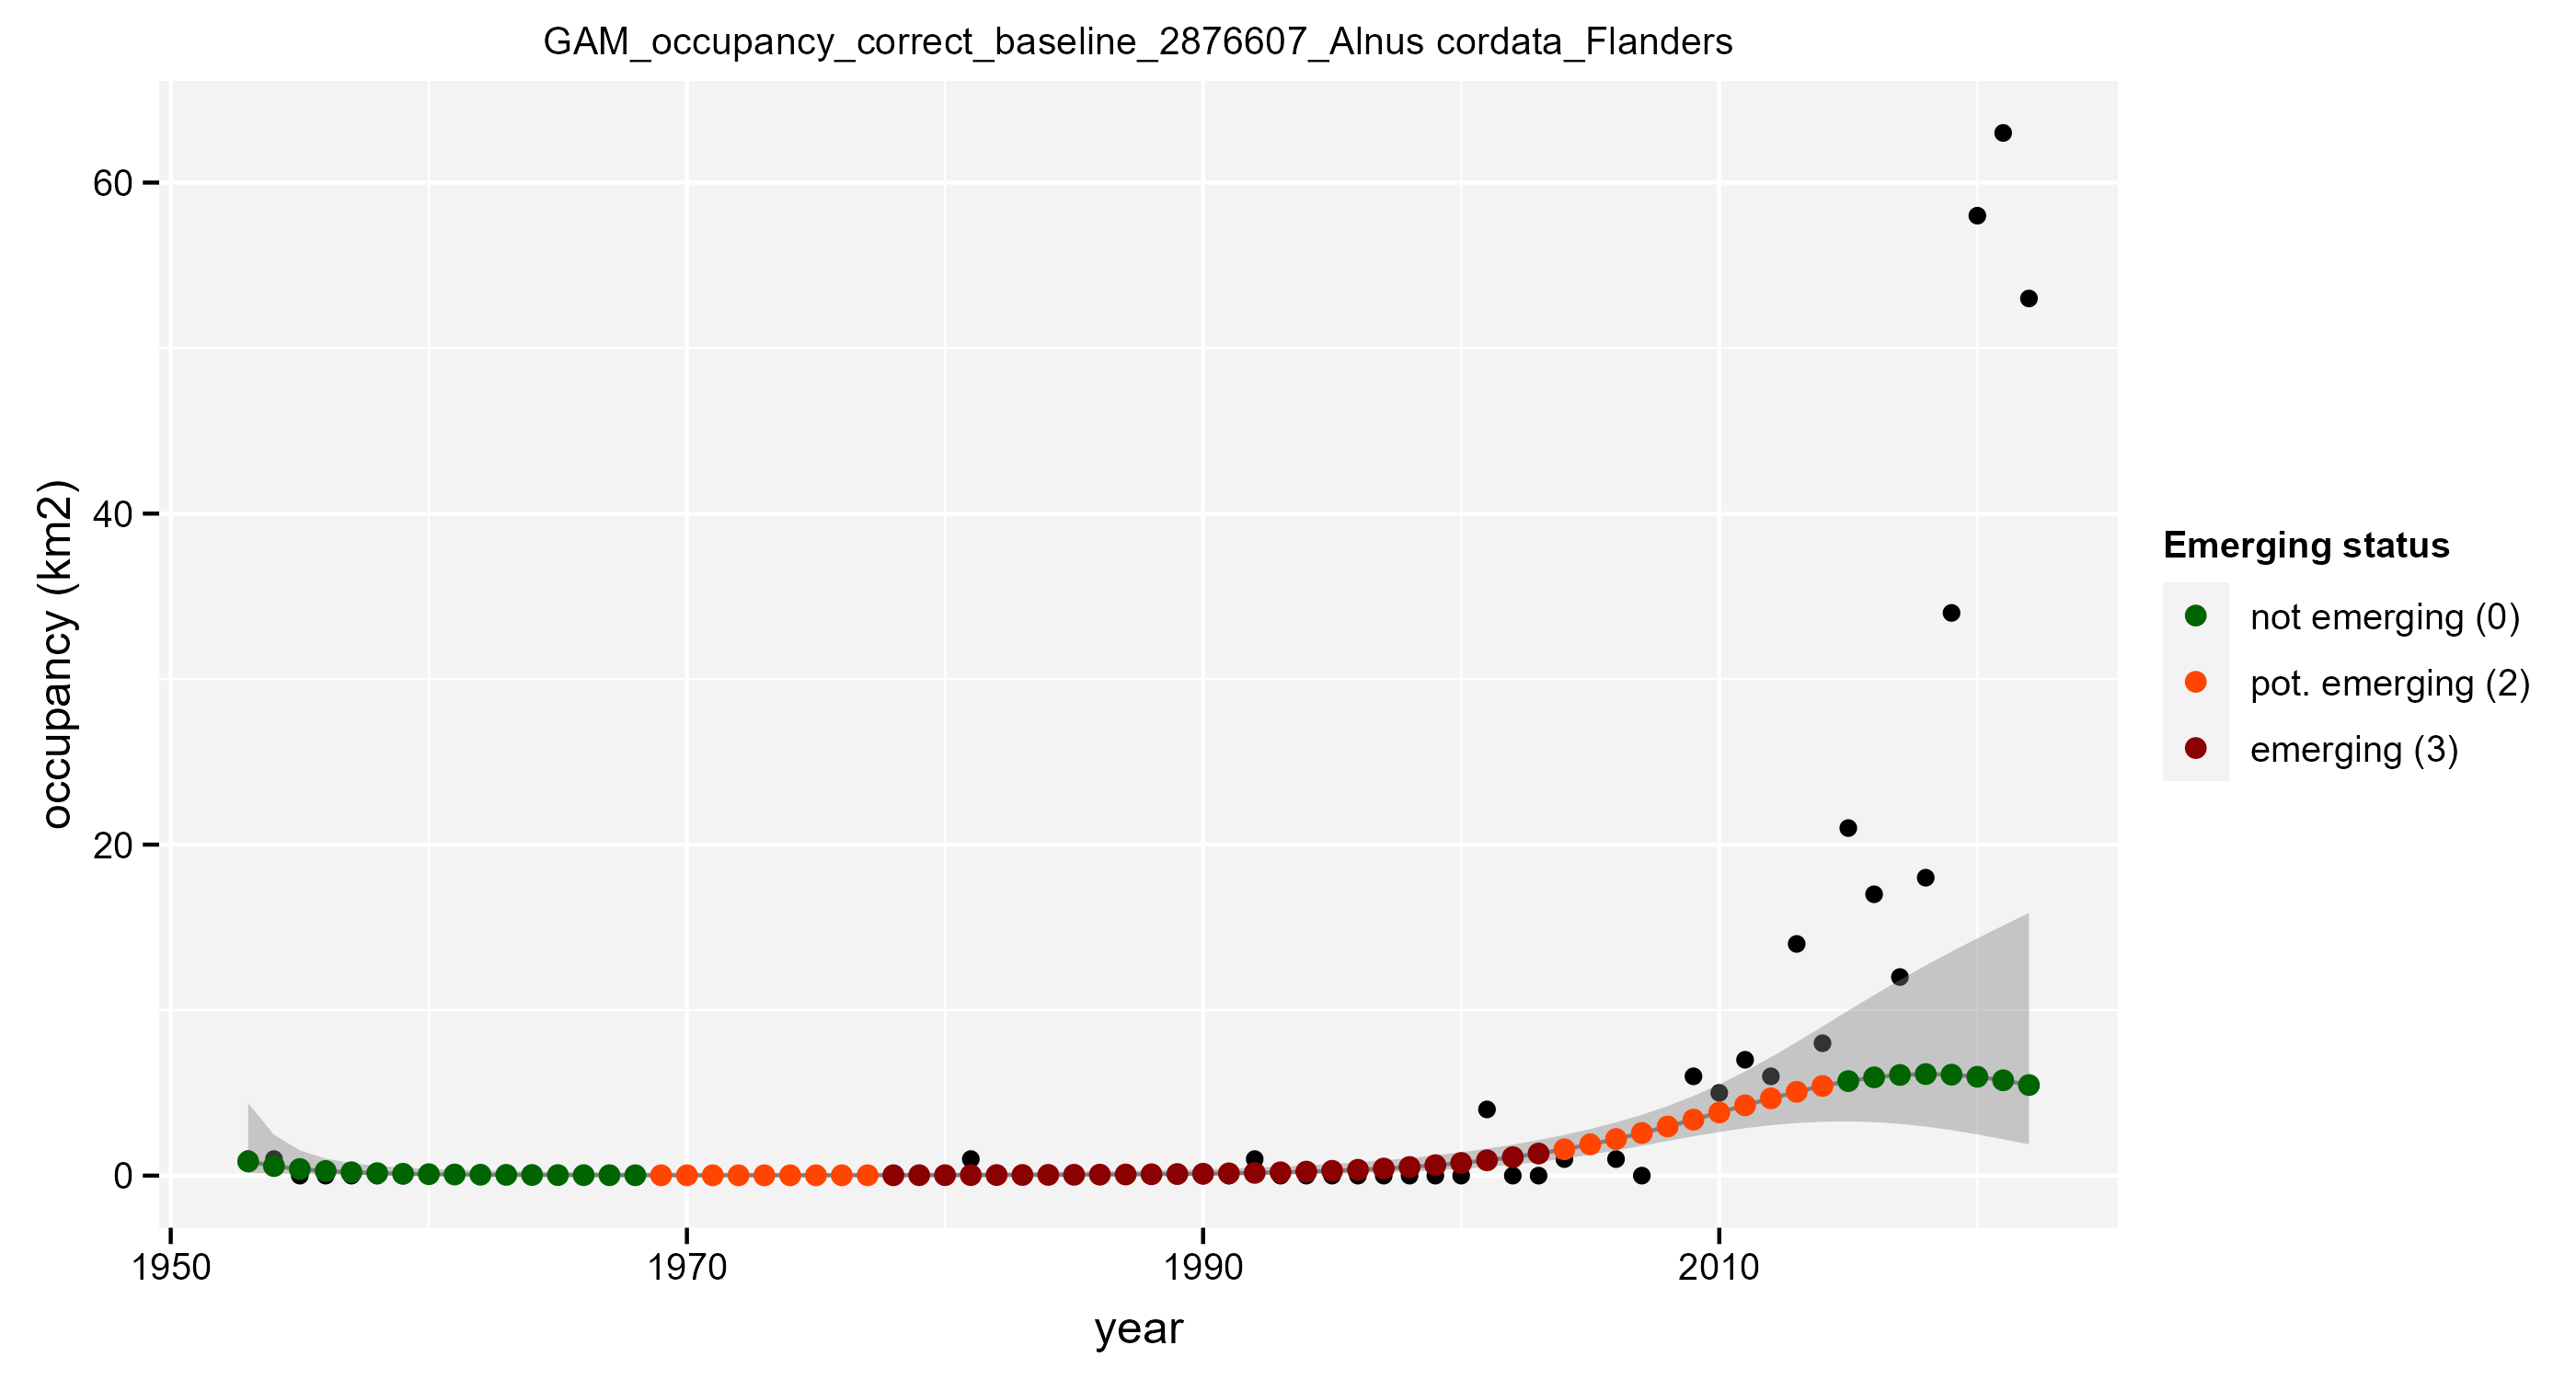 GAM_occupancy_correct_baseline_2876607_Alnus cordata_Flanders
occupancy (km2)
60
40
20
0
1950 1970 1990 2010
year
Emerging status
not emerging (0)
pot. emerging (2)
emerging (3)